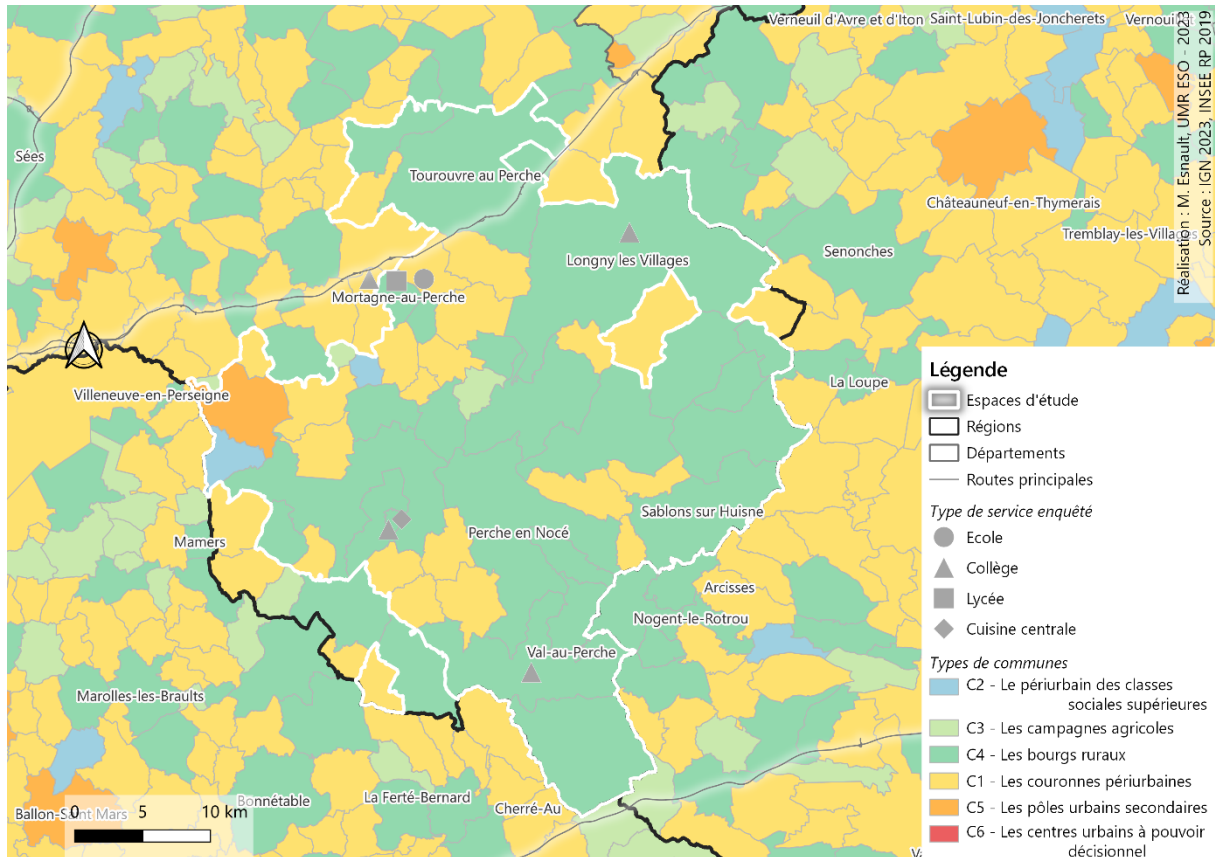 Verneuil d'Avre et d'Iton
Saint-Lubin-des-Joncherets
Sées
Tourouvre au Perche
Châteauneuf-en-Thymerais
Tremblay-les-Villages
Senonches
Longny les Villages
Mortagne-au-Perche
Villeneuve-en-Perseigne
La Loupe
Mamers
Perche en Nocé
Sablons sur Huisne
Arcisses
Nogent-le-Rotrou
Val-au-Perche
Marolles-les-Braults
La Ferté-Bernard
Bonnétable
Cherré-Au
Ballon-Saint Mars
0 5 10 km
Réalisation : M. Esnault, UMR ESO - 2023
Source : IGN 2023, INSEE RP 2019
Légende
Espaces d'étude
Régions
Départements
Routes principales
Type de service enquêté
Ecole
Collège
Lycée
Cuisine centrale
Types de communes
C2 - Le périurbain des classes
sociales supérieures
C3 - Les campagnes agricoles
C4 - Les bourgs ruraux
C1 - Les couronnes périurbaines
C5 - Les pôles urbains secondaires
C6 - Les centres urbains à pouvoir
décisionnel